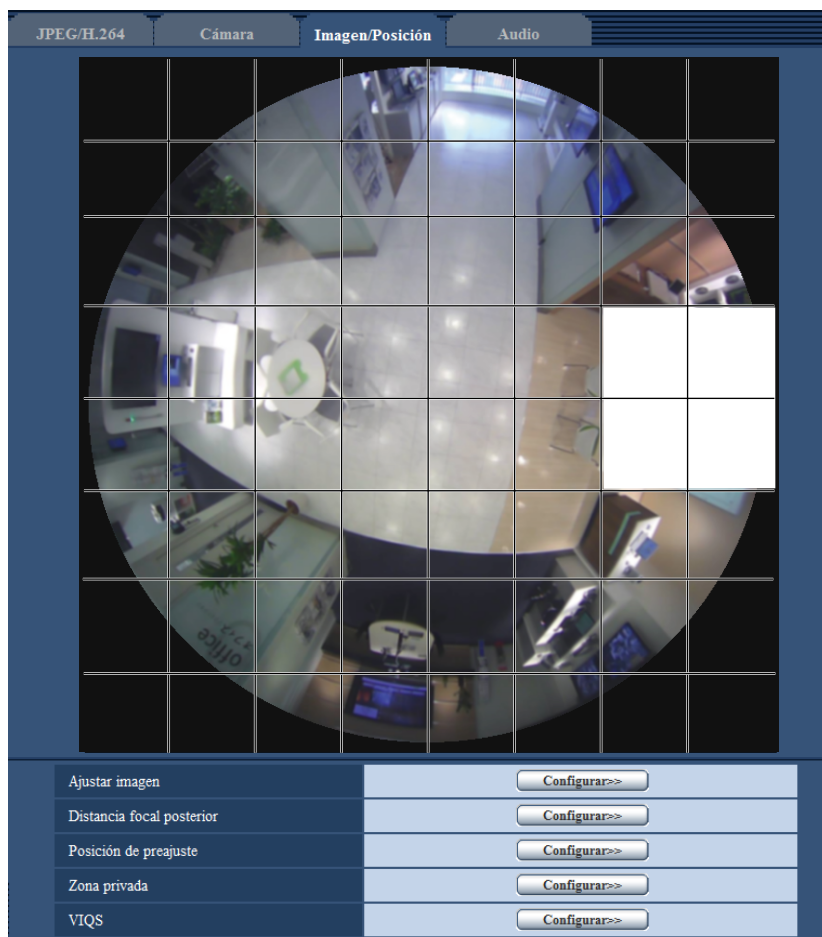 JPEG/H.264
Cámara
Imagen/Posición
Audio
office
Ajustar imagen
Configurar>>
Distancia focal posterior
Configurar>>
Posición de preajuste
Configurar>>
Zona privada
Configurar>>
VIQS
Configurar>>